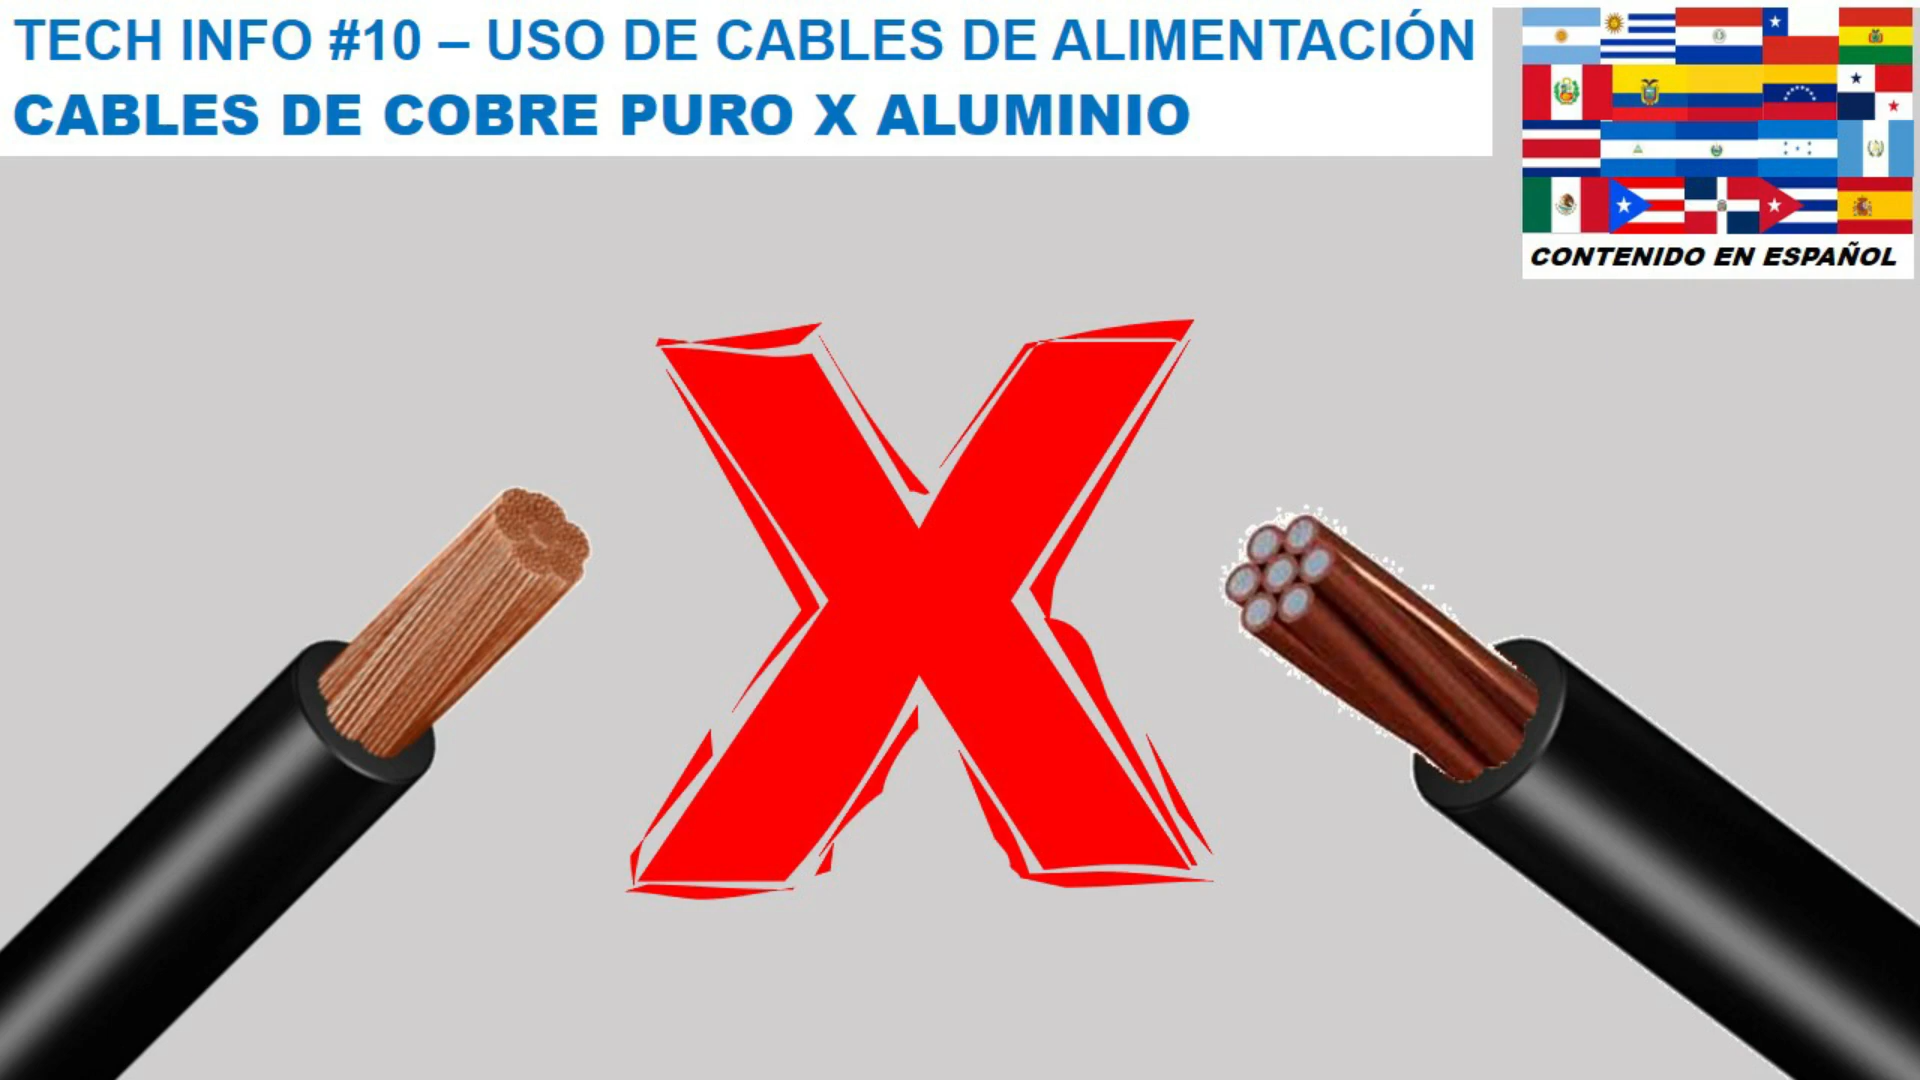 TECH INFO #10 – USO DE CABLES DE ALIMENTACIÓN
CABLES DE COBRE PURO X ALUMINIO
CONTENIDO EN ESPAÑOL
X